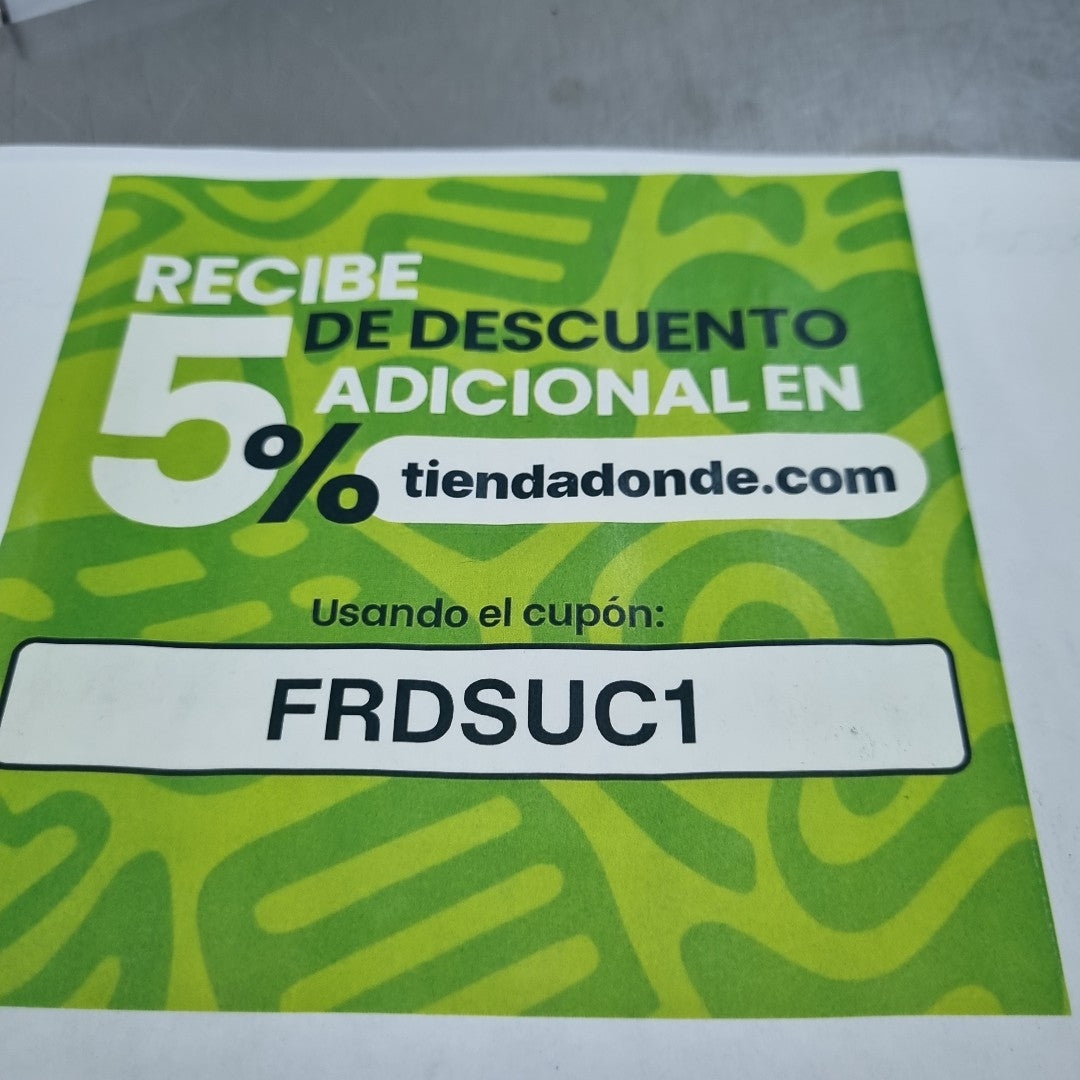 RECIBE
5% DE DESCUENTO
ADICIONAL EN
tiendadonde.com
Usando el cupón:
FRDSUC1